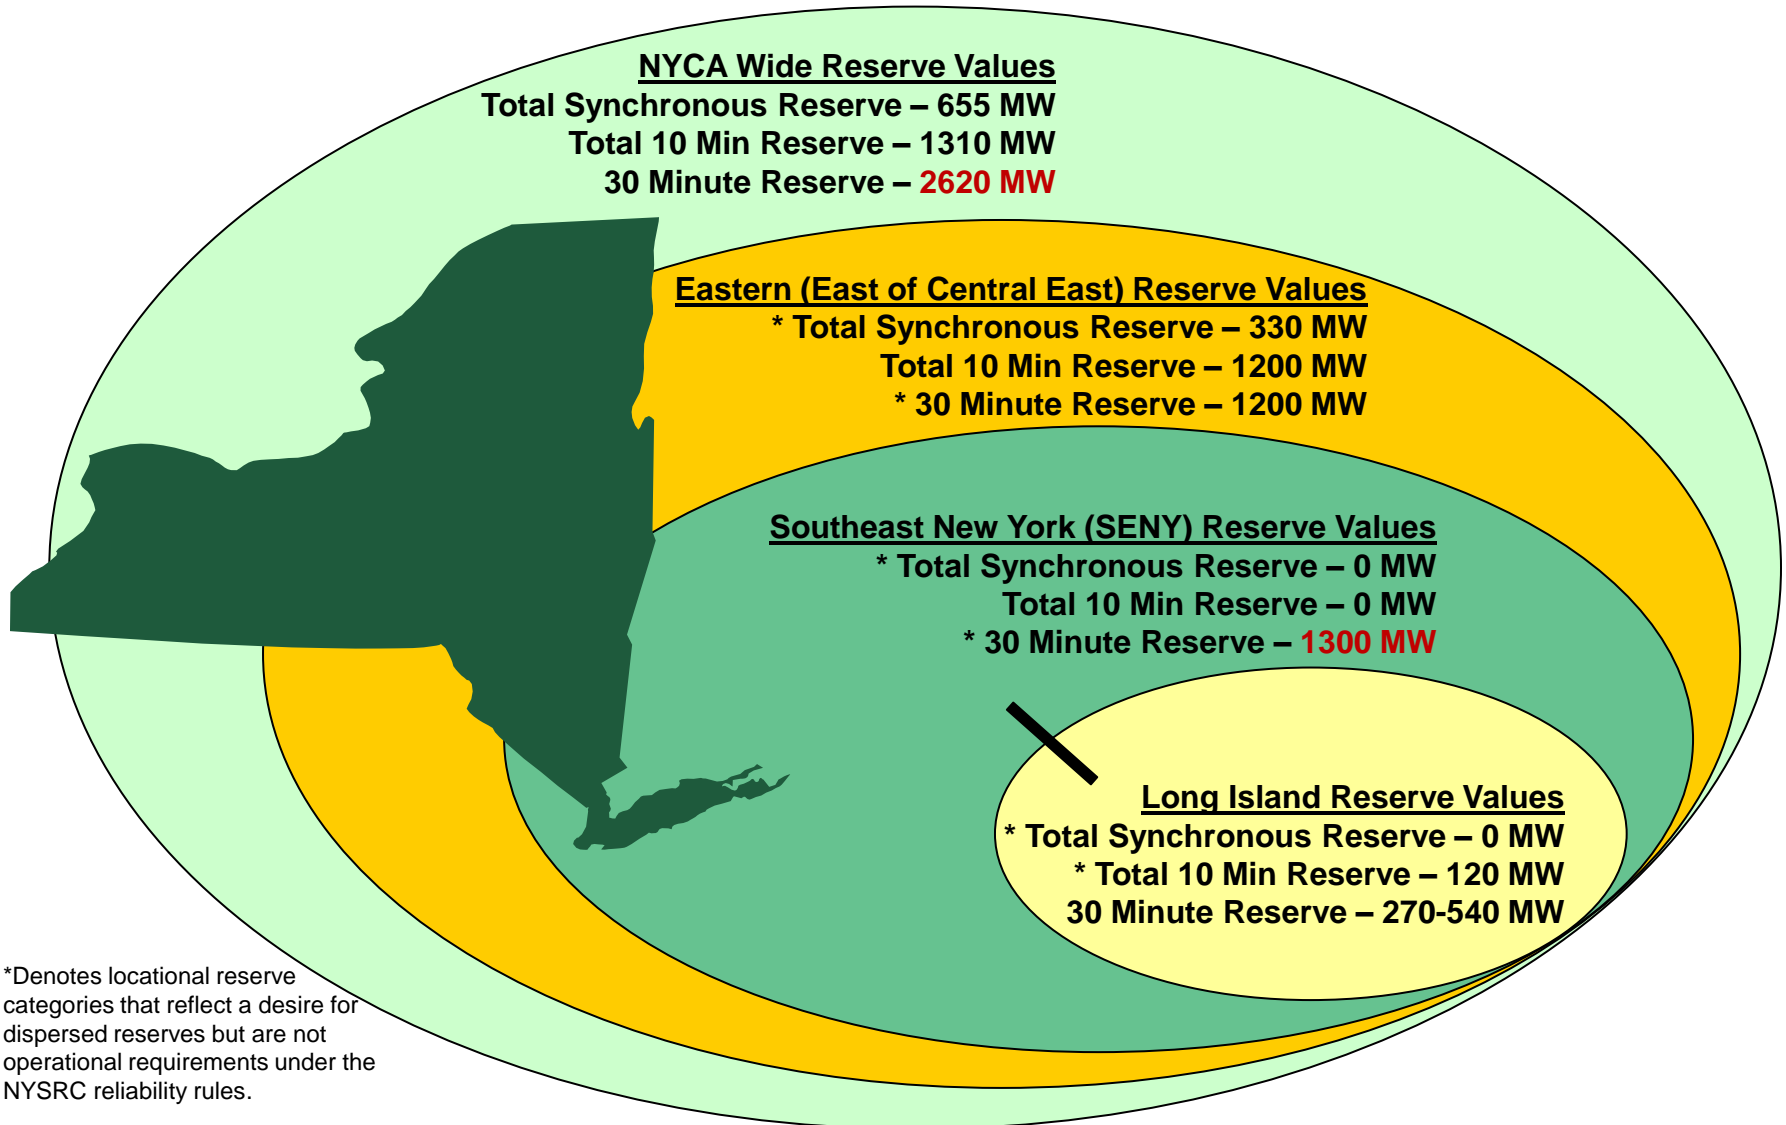 NYCA Wide Reserve Values
Total Synchronous Reserve – 655 MW
Total 10 Min Reserve – 1310 MW
30 Minute Reserve – 2620 MW
Eastern (East of Central East) Reserve Values
* Total Synchronous Reserve – 330 MW
Total 10 Min Reserve – 1200 MW
* 30 Minute Reserve – 1200 MW
Southeast New York (SENY) Reserve Values
* Total Synchronous Reserve – 0 MW
Total 10 Min Reserve – 0 MW
* 30 Minute Reserve – 1300 MW
Long Island Reserve Values
* Total Synchronous Reserve – 0 MW
* Total 10 Min Reserve – 120 MW
30 Minute Reserve – 270-540 MW
*Denotes locational reserve
categories that reflect a desire for
dispersed reserves but are not
operational requirements under the
NYSRC reliability rules.